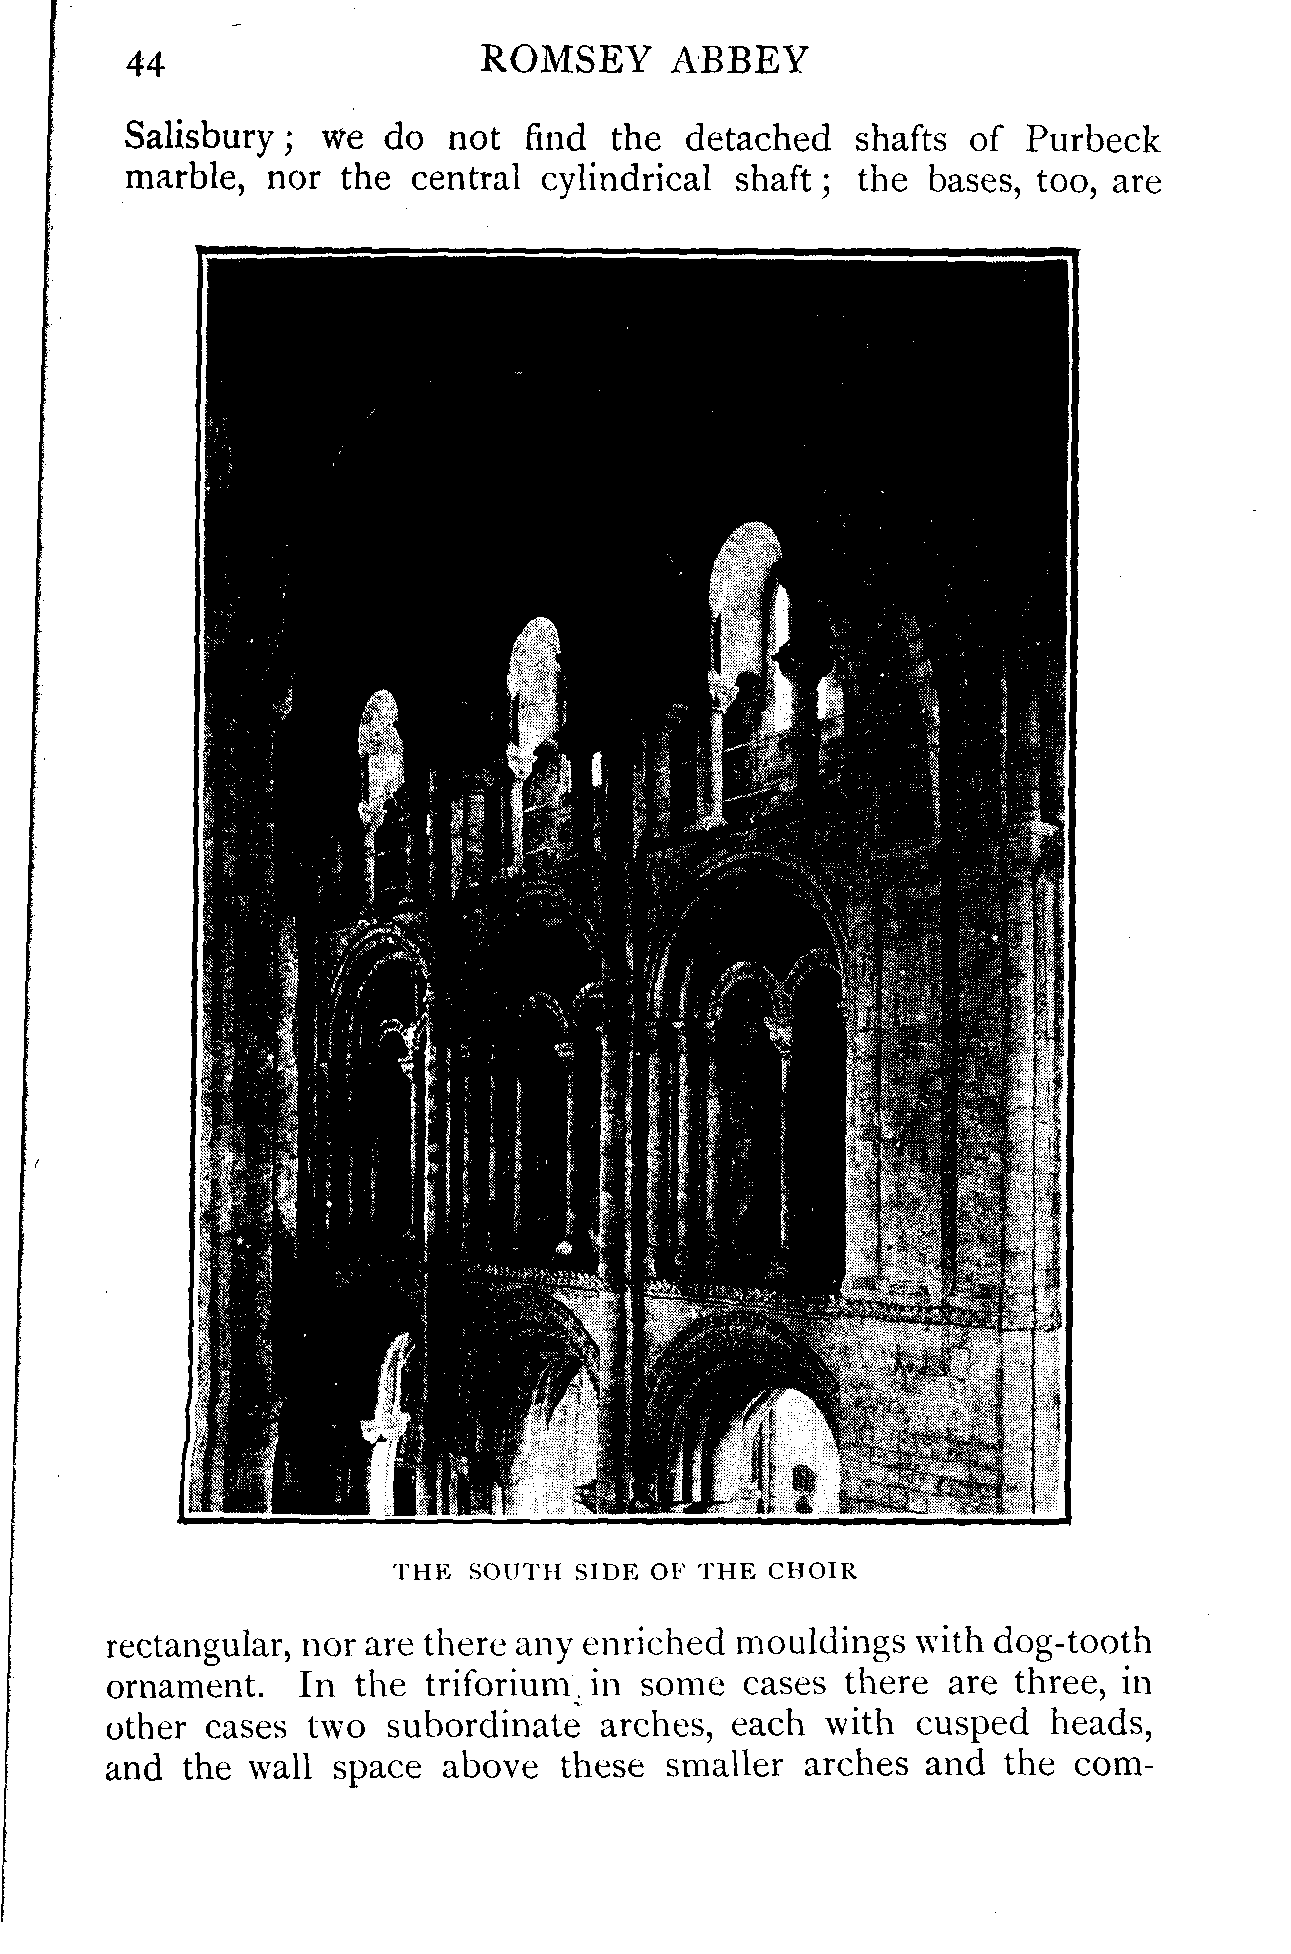 44
ROMSEY ABBEY
Salisbury; we do not find the detached shafts of Purbeck
marble, nor the central cylindrical shaft; the bases, too, are
THE SOUTH SIDE OF THE CHOIR
rectangular, nor are there any enriched mouldings with dog-tooth
ornament. In the triforium in some cases there are three, in
other cases two subordinate arches, each with cusped heads,
and the wall space above these smaller arches and the com-